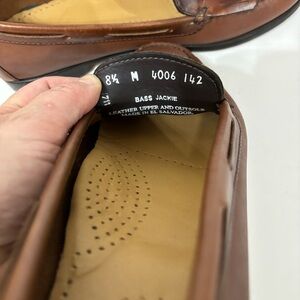 8½ M 4006 142
BASS JACKIE
LEATHER UPPER AND OUTSOLE
MADE IN EL SALVADOR.